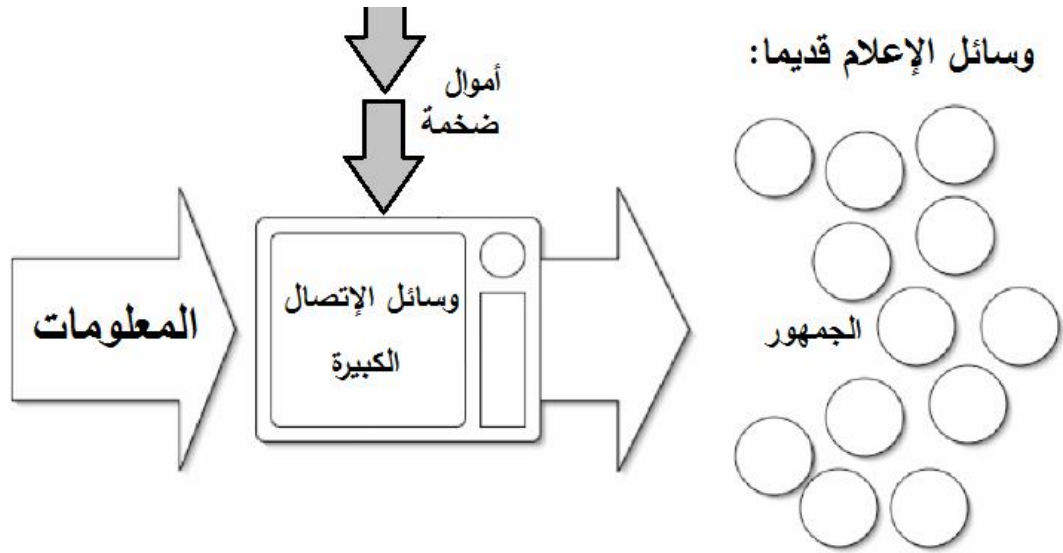 وسائل الإعلام قديما:
أموال
ضخمة
المعلومات
وسائل الإتصال
الكبيرة
الجمهور